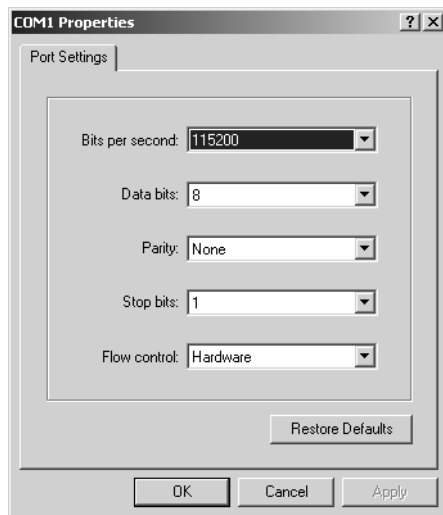 COM1 Properties
Port Settings
Bits per second: 115200
Data bits: 8
Parity: None
Stop bits: 1
Flow control: Hardware
Restore Defaults
OK Cancel Apply